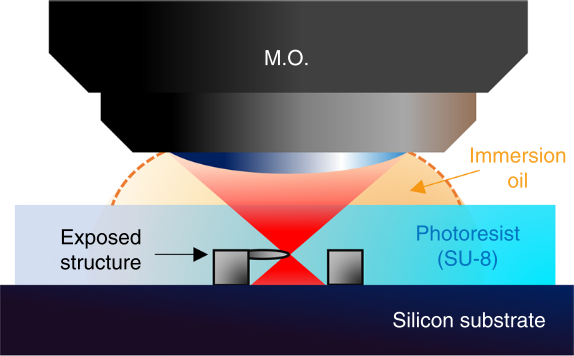 M.O.
Immersion
oil
Exposed
structure
Photoresist
(SU-8)
Silicon substrate